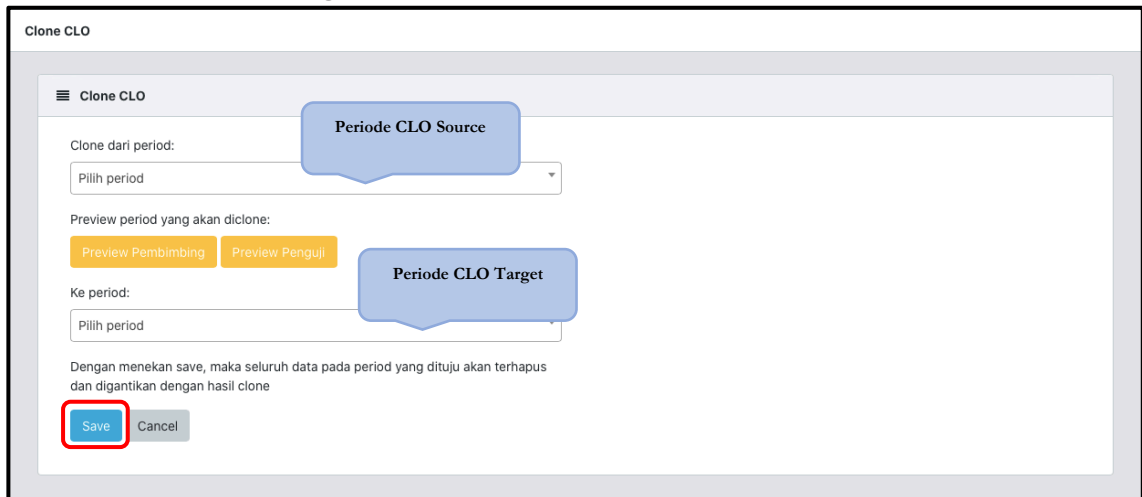 Clone CLO
Clone CLO
Periode CLO Source
Clone dari period:
Pilih period
Preview period yang akan diclone:
Preview Pembimbing Preview Penguji
Periode CLO Target
Ke period:
Pilih period
Dengan menekan save, maka seluruh data pada period yang dituju akan terhapus
dan digantikan dengan hasil clone
Save Cancel